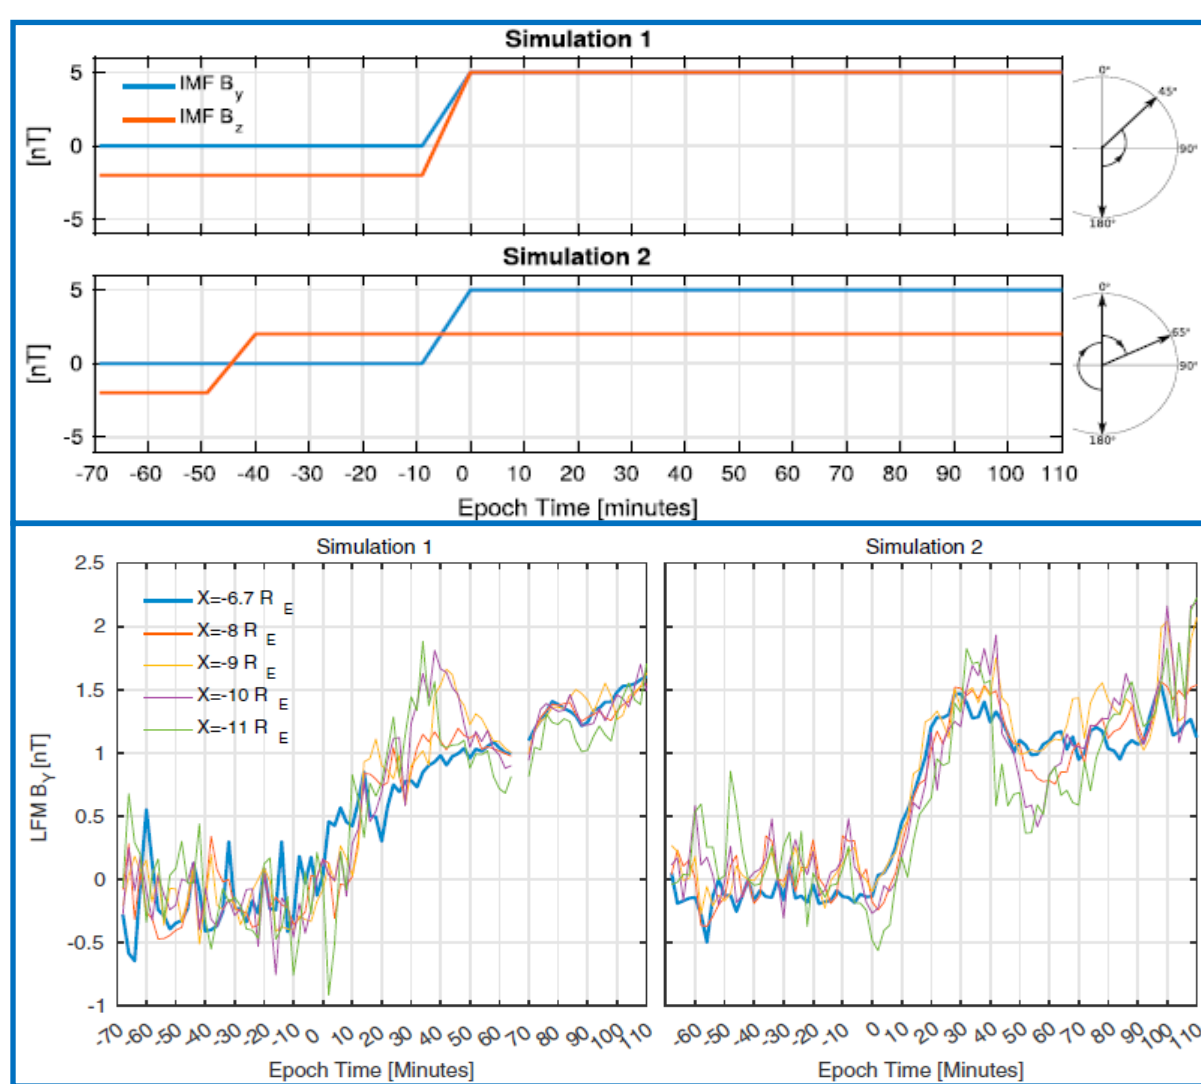 Simulation 1
5
0
-5
[nT]
IMF B_y
IMF B_z
0°
45°
90°
180°
Simulation 2
5
0
-5
[nT]
0°
65°
90°
180°
-70 -60 -50 -40 -30 -20 -10 0 10 20 30 40 50 60 70 80 90 100 110
Epoch Time [minutes]
Simulation 1
2.5
2
1.5
1
0.5
0
-0.5
-1
LFM B_Y [nT]
X=-6.7 R_E
X=-8 R_E
X=-9 R_E
X=-10 R_E
X=-11 R_E
-70 -60 -50 -40 -30 -20 -10 0 10 20 30 40 50 60 70 80 90 100 110
Epoch Time [Minutes]
Simulation 2
-60 -50 -40 -30 -20 -10 0 10 20 30 40 50 60 70 80 90 100 110
Epoch Time [Minutes]